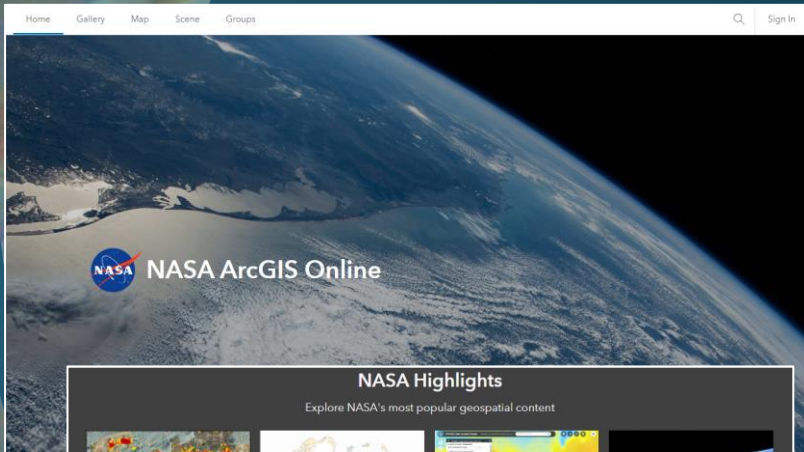 Home Gallery Map Scene Groups Sign In
NASA NASA ArcGIS Online
NASA Highlights
Explore NASA's most popular geospatial content